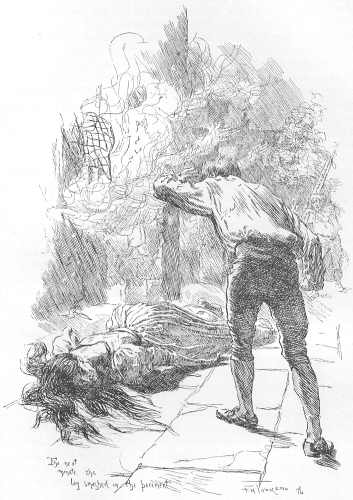 The next
minute she
lay smashed on the pavement
F. H. TOWNSEND 96